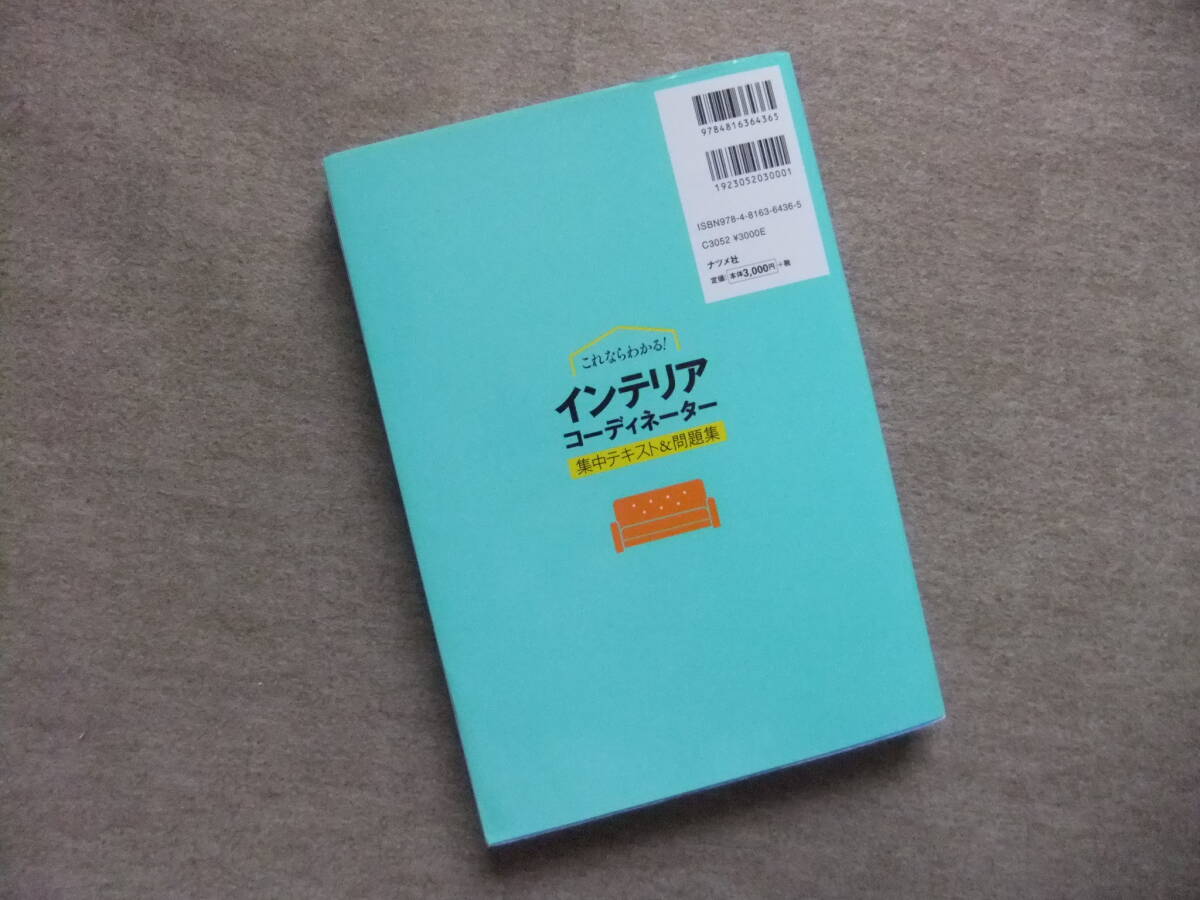 9784816364365
1923052030001
ISBN978-4-8163-6436-5
C3052 ¥3000E
ナツメ社
定価 本体3,000円+税
これならわかる!
インテリア
コーディネーター
集中テキスト&問題集